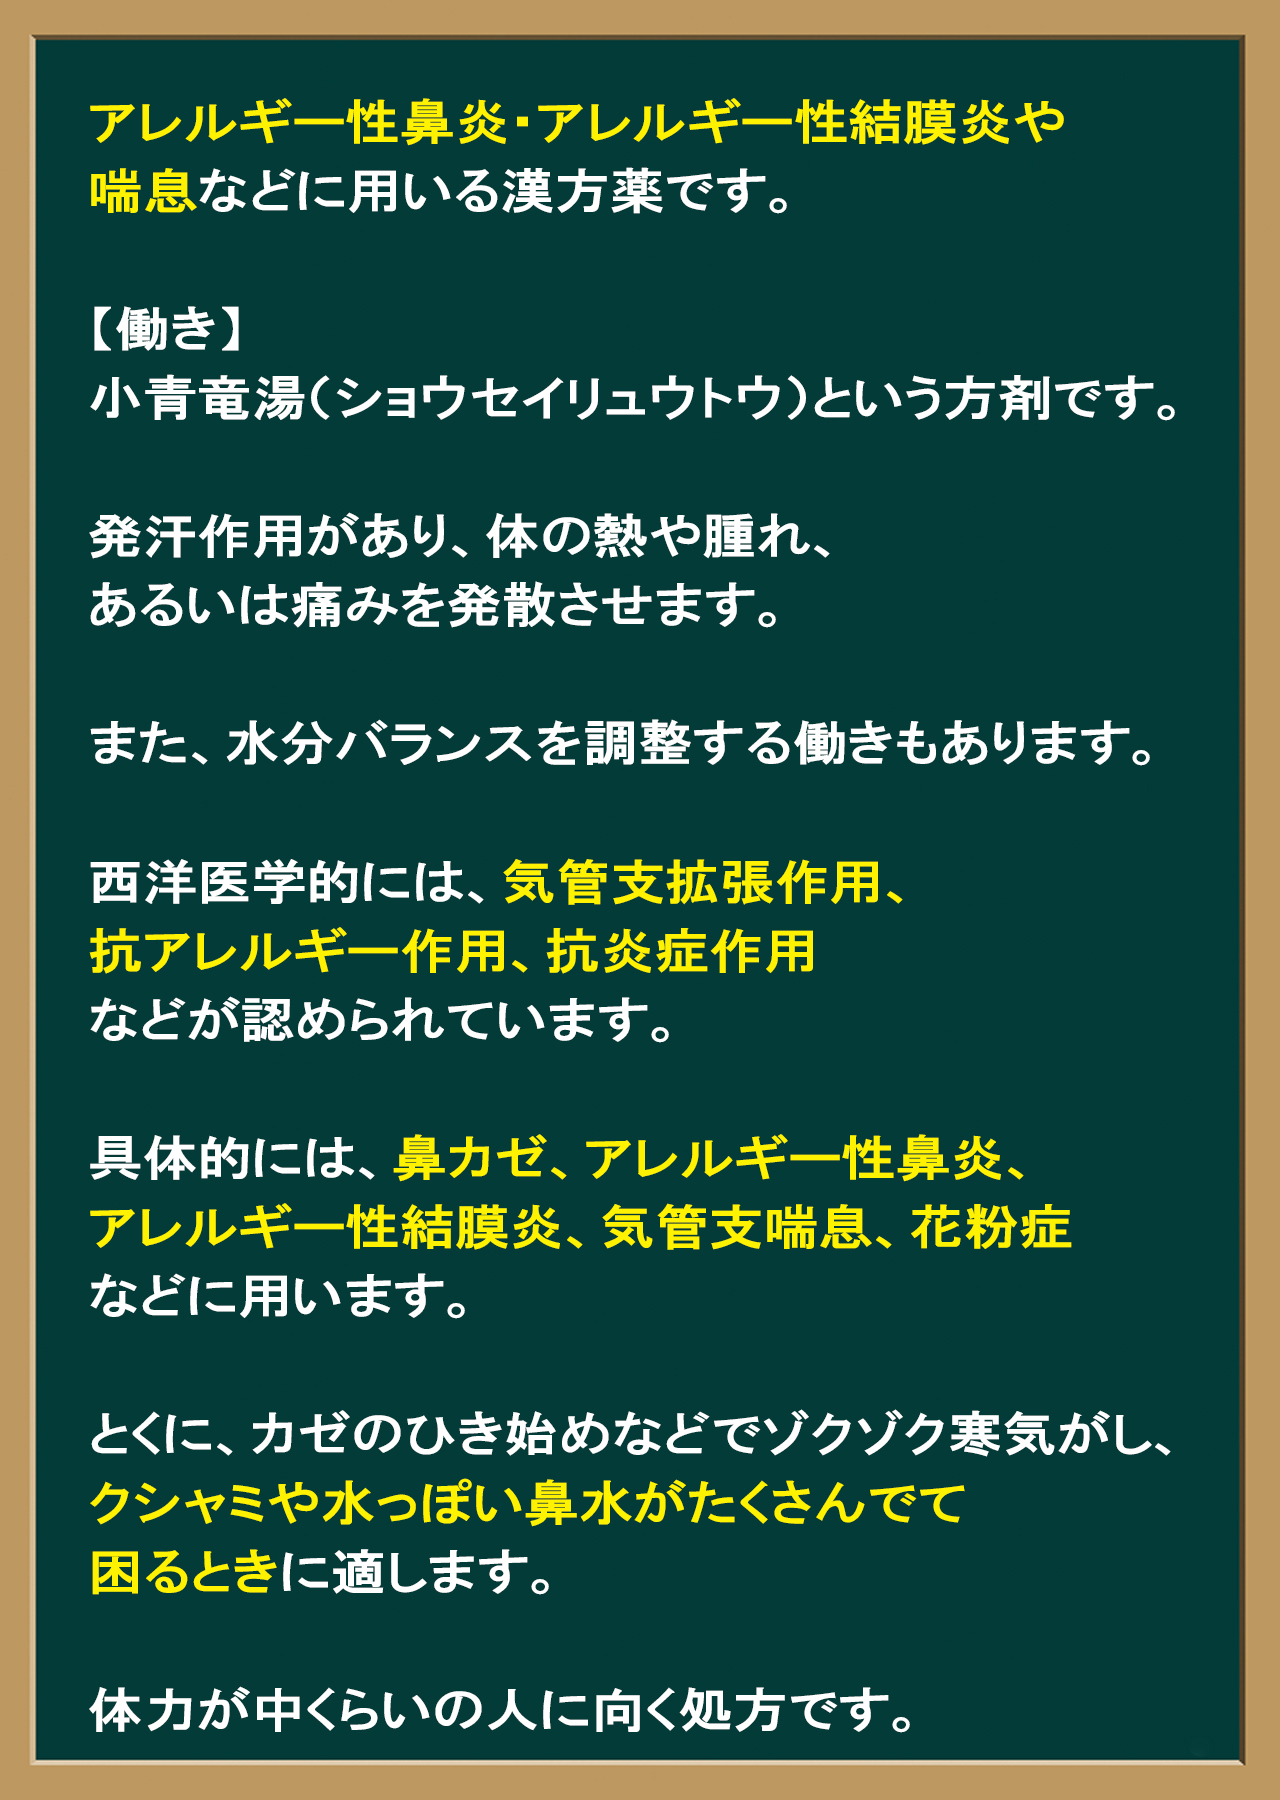 アレルギー性鼻炎・アレルギー性結膜炎や
喘息などに用いる漢方薬です。
【働き】
小青竜湯（ショウセイリュウトウ）という方剤です。
発汗作用があり、体の熱や腫れ、
あるいは痛みを発散させます。
また、水分バランスを調整する働きもあります。
西洋医学的には、気管支拡張作用、
抗アレルギー作用、抗炎症作用
などが認められています。
具体的には、鼻カゼ、アレルギー性鼻炎、
アレルギー性結膜炎、気管支喘息、花粉症
などに用います。
とくに、カゼのひき始めなどでゾクゾク寒気がし、
クシャミや水っぽい鼻水がたくさんでて
困るときに適します。
体力が中くらいの人に向く処方です。